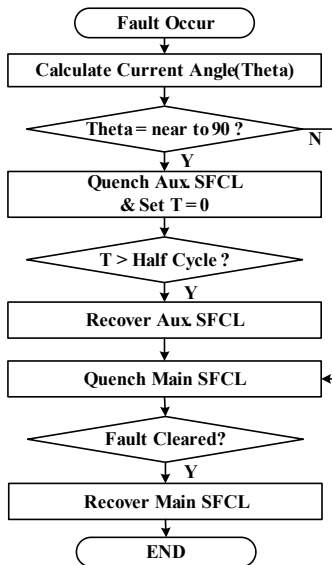 Fault Occur
Calculate Current Angle(Theta)
Theta = near to 90 ?
N
Y
Quench Aux. SFCL
& Set T = 0
T > Half Cycle ?
Y
Recover Aux. SFCL
Quench Main SFCL
Fault Cleared?
Y
Recover Main SFCL
END